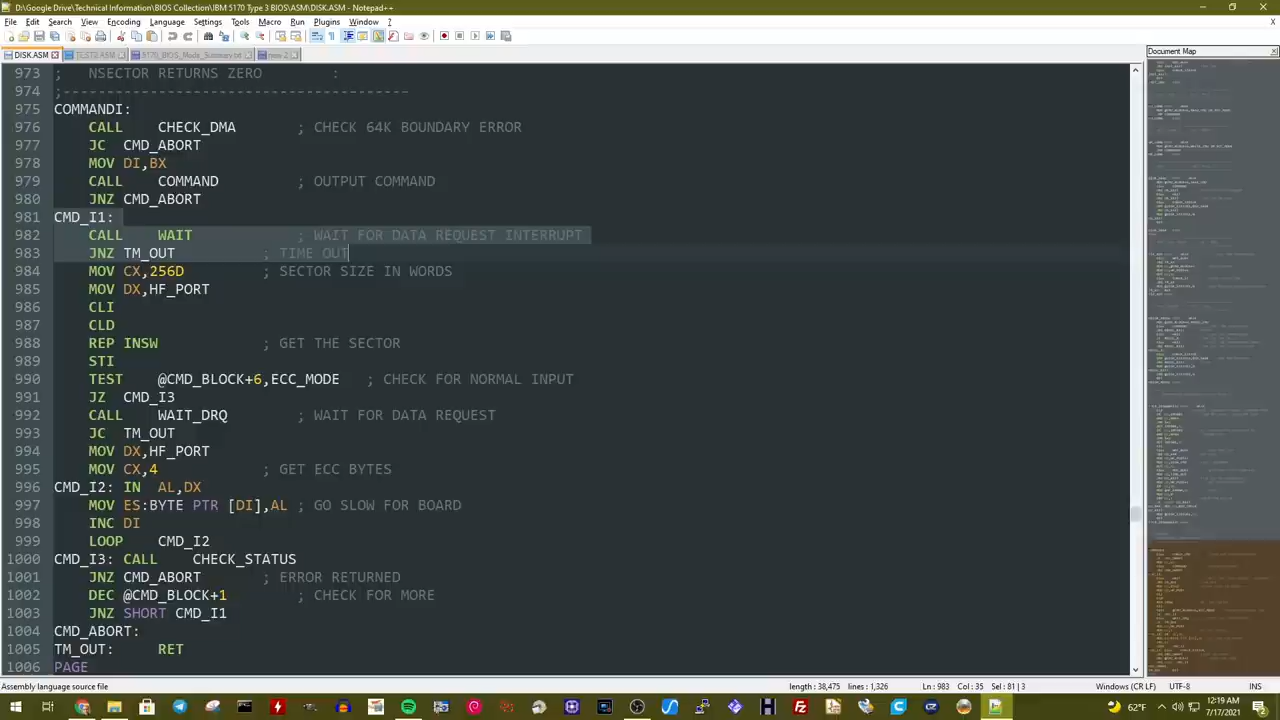 D:\Google Drive\Technical Information\BIOS Collection\IBM 5170 Type 3 BIOS\ASM\DISK.ASM - Notepad++
File Edit Search View Encoding Language Settings Tools Macro Run Plugins Window ?
X
DISK.ASM TEST2.ASM 5170_BIOS_Mods_Summary.txt new 2
Document Map
973 ; NSECTOR RETURNS ZERO :
974 ;----------------------------------------
975 COMMANDI:
976 CALL CHECK_DMA ; CHECK 64K BOUNDARY ERROR
977 JC CMD_ABORT
978 MOV DI,BX
979 CALL COMMAND ; OUTPUT COMMAND
980 JNZ CMD_ABORT
981 CMD_I1:
982 CALL WAIT ; WAIT FOR DATA REQUEST INTERRUPT
983 JNZ TM_OUT ; TIME OUT
984 MOV CX,256D ; SECTOR SIZE IN WORDS
985 MOV DX,HF_PORT
986 CLI
987 CLD
988 REP INSW ; GET THE SECTOR
989 STI
990 TEST @CMD_BLOCK+6,ECC_MODE ; CHECK FOR NORMAL INPUT
991 JZ CMD_I3
992 CALL WAIT_DRQ ; WAIT FOR DATA REQUEST
993 JC TM_OUT
994 MOV DX,HF_PORT
995 MOV CX,4 ; GET ECC BYTES
996 CMD_I2: IN AL,DX
997 MOV ES:BYTE PTR [DI],AL ; GO SLOW FOR BOARD
998 INC DI
999 LOOP CMD_I2
1000 CMD_I3: CALL CHECK_STATUS
1001 JNZ CMD_ABORT ; ERROR RETURNED
1002 DEC @CMD_BLOCK+1 ; CHECK FOR MORE
1003 JNZ SHORT CMD_I1
1004 CMD_ABORT:
1005 TM_OUT: RET
1006 PAGE
Assembly language source file length : 38,475 lines : 1,326 Ln : 983 Col : 35 Sel : 81 | 3 Windows (CR LF) UTF-8 INS
62°F 12:19 AM
7/17/2021